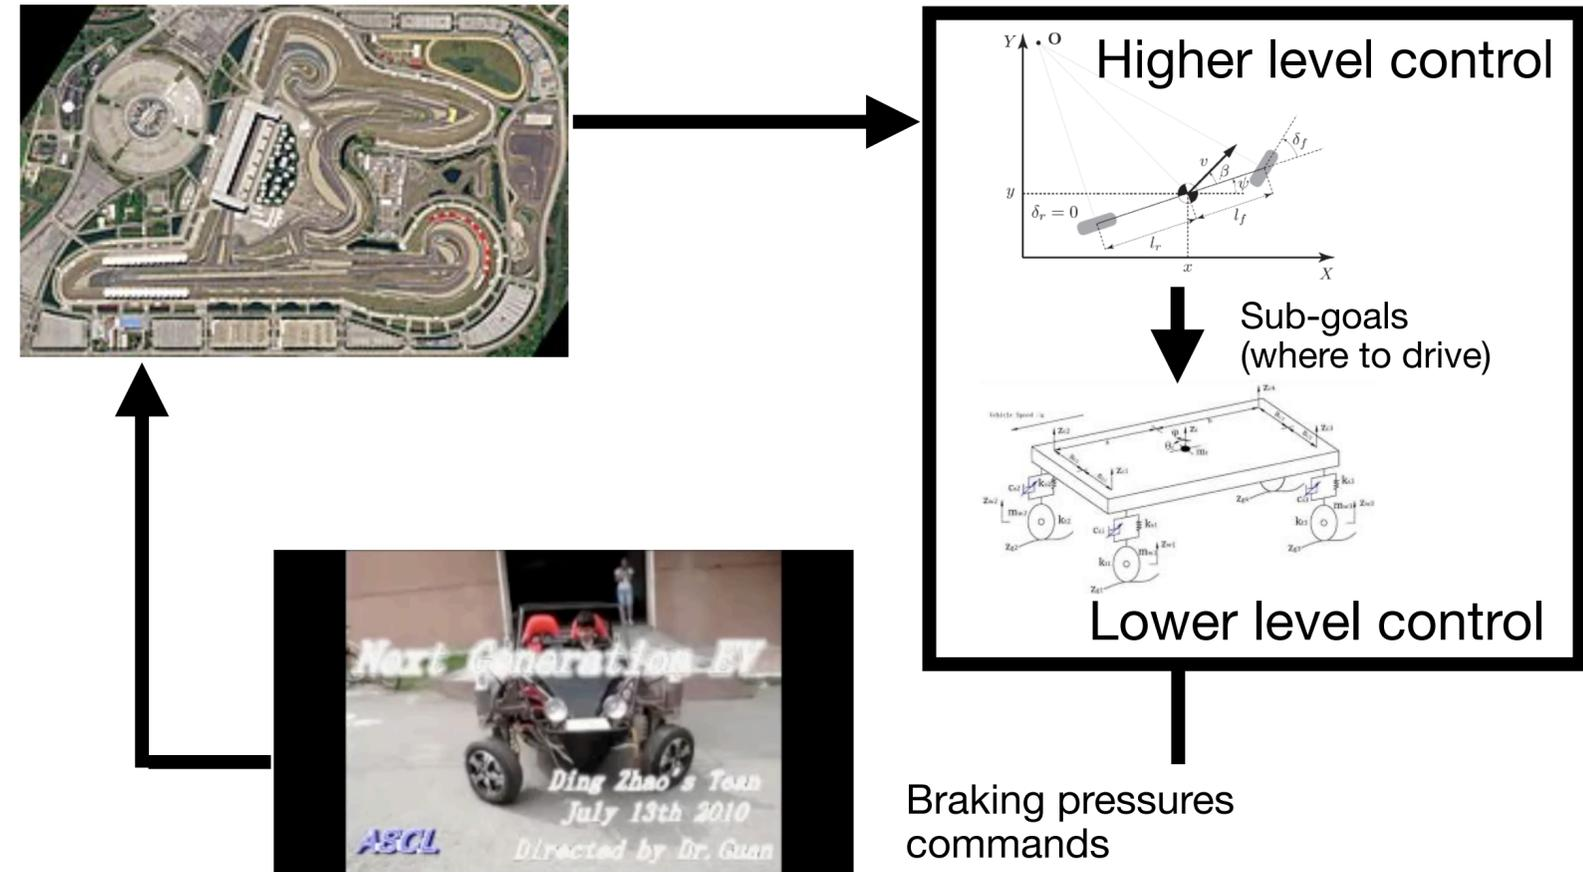 Higher level control
Y
O
v
β
ψ
δf
y
δr = 0
lf
lr
x
X
Sub-goals
(where to drive)
Lower level control
Next Generation EV
Ding Zhao's Team
July 13th 2010
Directed by Dr. Guan
ASCL
Braking pressures
commands